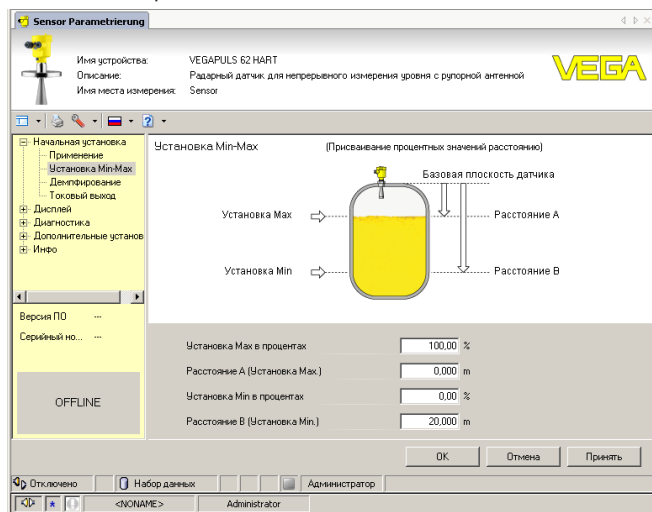 Sensor Parametrierung
Имя устройства: VEGAPULS 62 HART
Описание: Радарный датчик для непрерывного измерения уровня с рупорной антенной
Имя места измерения: Sensor
VEGA
Начальная установка
Применение
Установка Min-Max
Демпфирование
Токовый выход
Дисплей
Диагностика
Дополнительные установ
Инфо
Версия ПО ---
Серийный но... ---
OFFLINE
Установка Min-Max (Присваивание процентных значений расстоянию)
Базовая плоскость датчика
Установка Max Расстояние A
Установка Min Расстояние B
Установка Max в процентах 100,00 %
Расстояние A (Установка Max.) 0,000 m
Установка Min в процентах 0,00 %
Расстояние B (Установка Min.) 20,000 m
OK Отмена Принять
Отключено Набор данных Администратор
<NONAME> Administrator